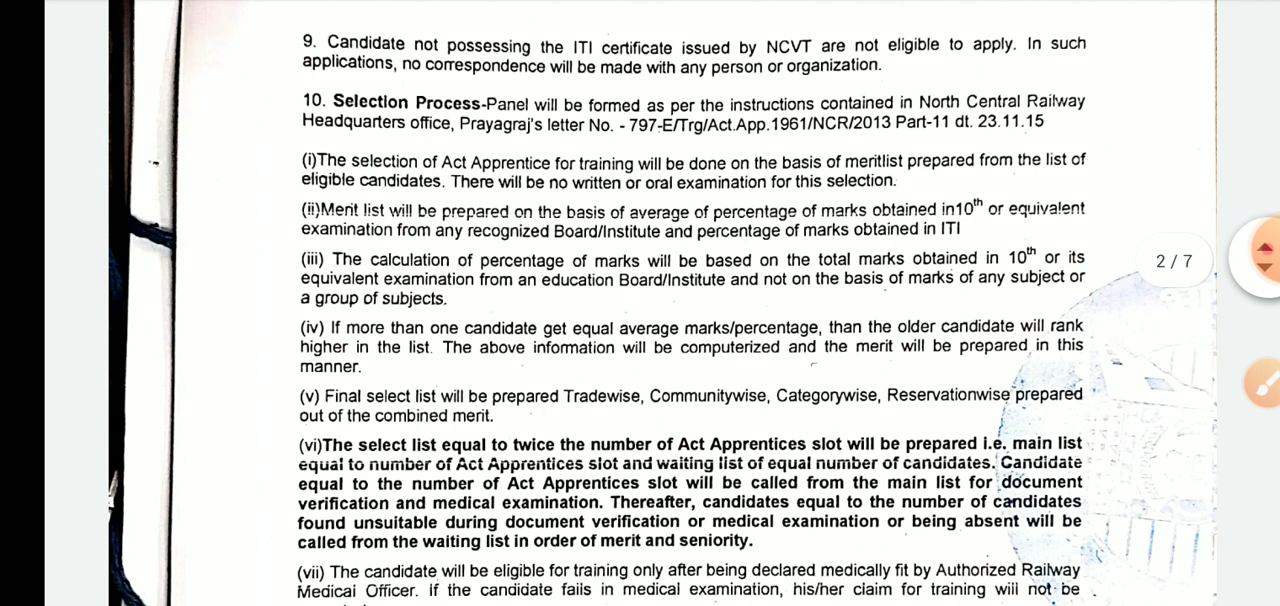 9. Candidate not possessing the ITI certificate issued by NCVT are not eligible to apply. In such
applications, no correspondence will be made with any person or organization.
10. Selection Process-Panel will be formed as per the instructions contained in North Central Railway
Headquarters office, Prayagraj's letter No. - 797-E/Trg/Act.App.1961/NCR/2013 Part-11 dt. 23.11.15
(i)The selection of Act Apprentice for training will be done on the basis of meritlist prepared from the list of
eligible candidates. There will be no written or oral examination for this selection.
(ii)Merit list will be prepared on the basis of average of percentage of marks obtained in10th or equivalent
examination from any recognized Board/Institute and percentage of marks obtained in ITI
(iii) The calculation of percentage of marks will be based on the total marks obtained in 10th or its
equivalent examination from an education Board/Institute and not on the basis of marks of any subject or
a group of subjects.
2 / 7
(iv) If more than one candidate get equal average marks/percentage, than the older candidate will rank
higher in the list. The above information will be computerized and the merit will be prepared in this
manner.
(v) Final select list will be prepared Tradewise, Communitywise, Categorywise, Reservationwise prepared
out of the combined merit.
(vi)The select list equal to twice the number of Act Apprentices slot will be prepared i.e. main list
equal to number of Act Apprentices slot and waiting list of equal number of candidates. Candidate
equal to the number of Act Apprentices slot will be called from the main list for document
verification and medical examination. Thereafter, candidates equal to the number of candidates
found unsuitable during document verification or medical examination or being absent will be
called from the waiting list in order of merit and seniority.
(vii) The candidate will be eligible for training only after being declared medically fit by Authorized Railway
Medical Officer. if the candidate fails in medical examination, his/her claim for training will not be